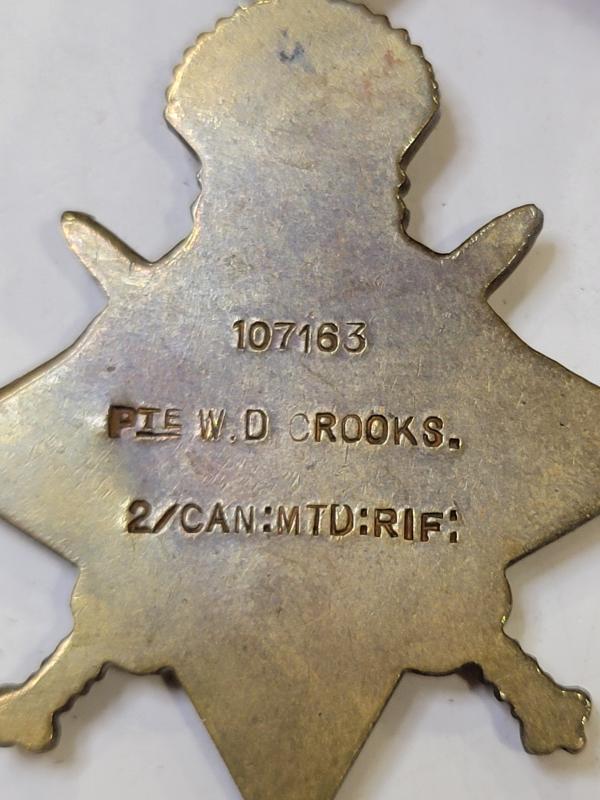 107163
PTE W.D CROOKS.
2/CAN:MTD:RIF: